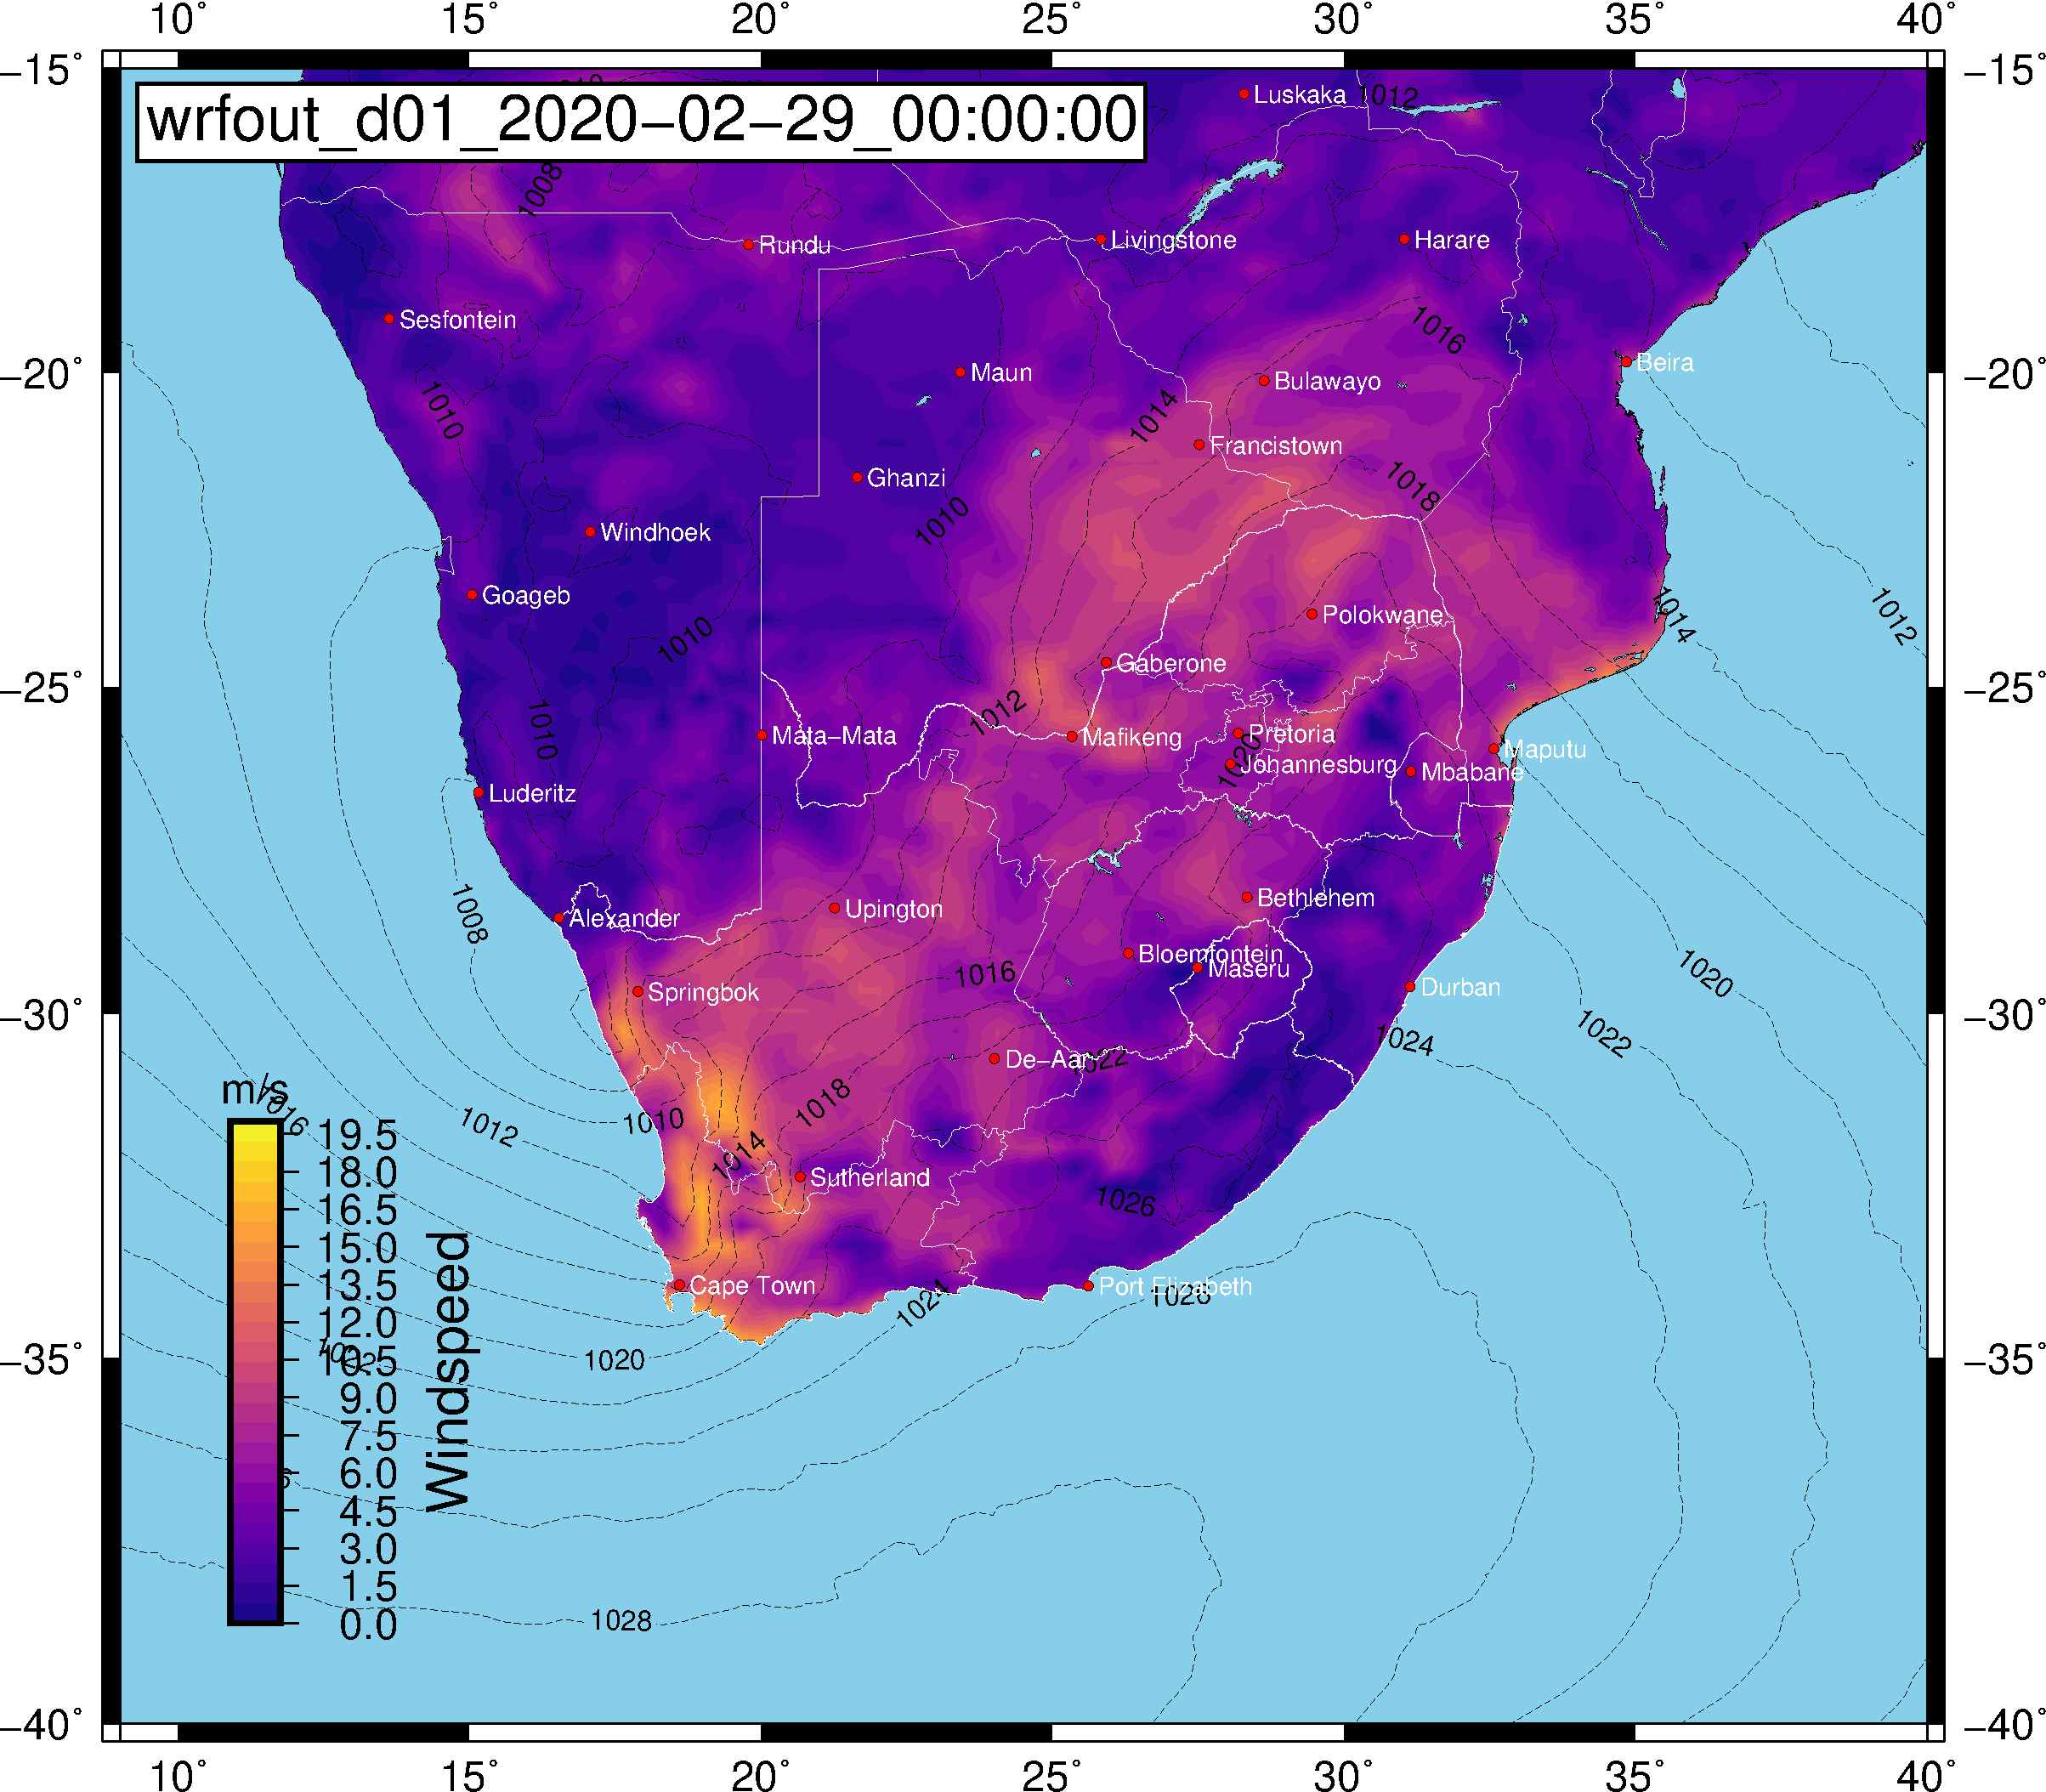 10° 15° 20° 25° 30° 35° 40°
−15° −15°
wrfout_d01_2020−02−29_00:00:00
Luskaka 1012
1008
Rundu Livingstone Harare
Sesfontein 1016
−20° Maun Beira −20°
1010 1014 Bulawayo
Francistown
Ghanzi 1018
1010
Windhoek
Goageb 1010 Polokwane 1014 1012
Gaberone
−25° −25°
1010 1012
Mata−Mata Mafikeng Pretoria Maputu
1020 Johannesburg Mbabane
Luderitz
1008 Alexander Upington Bethlehem
Bloemfontein
1016 Maseru 1020
Springbok Durban
−30° −30°
1024 1022
De−Aar 1022
m/s
1016 1012 1010 1018
19.5
1014
18.0 Sutherland
16.5 1026
15.0
13.5 Cape Town 1024 Port Elizabeth 1026
12.0
−35° 10.5 1020 −35°
9.0
7.5
6.0
4.5
3.0
1.5
0.0
Windspeed
1028
−40° −40°
10° 15° 20° 25° 30° 35° 40°